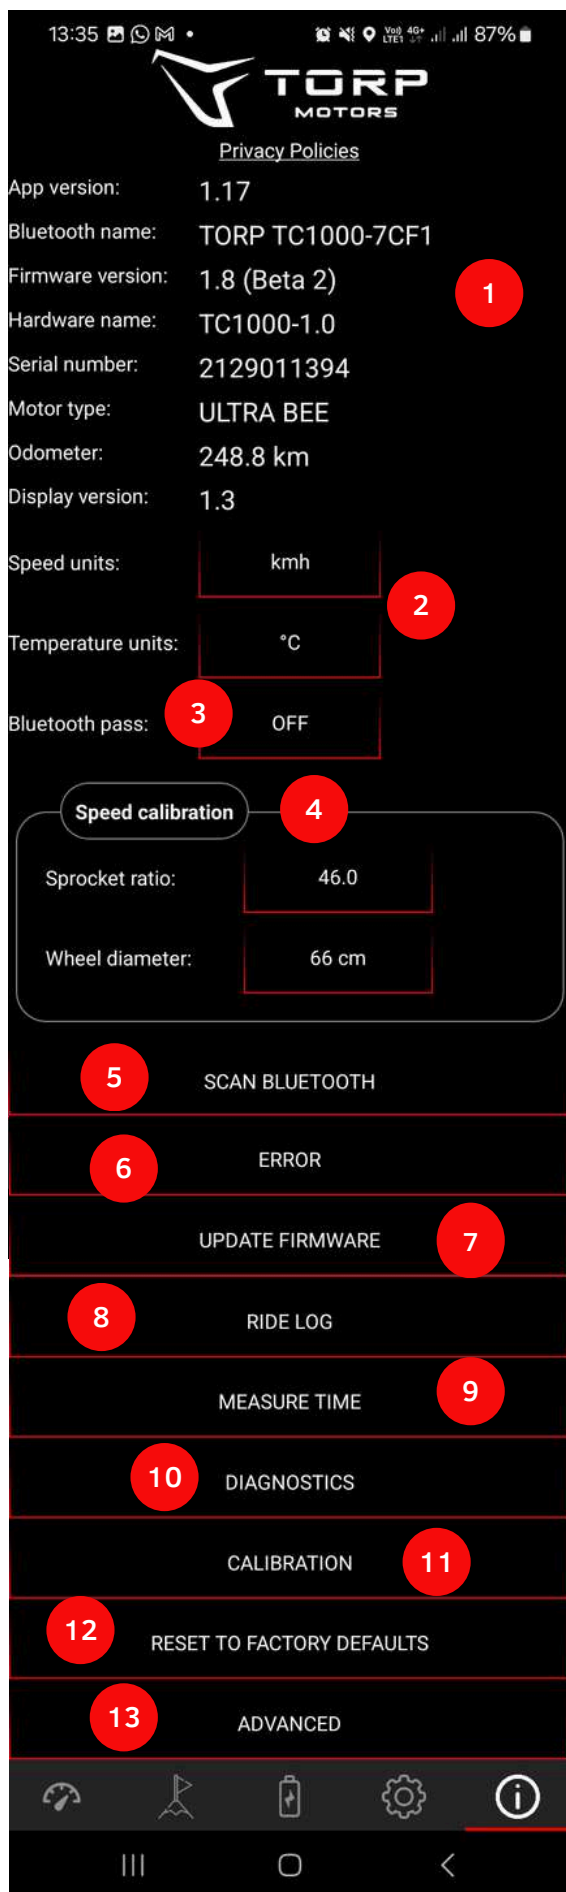 13:35 87%
TORP
MOTORS
Privacy Policies
App version: 1.17
Bluetooth name: TORP TC1000-7CF1
Firmware version: 1.8 (Beta 2)
1
Hardware name: TC1000-1.0
Serial number: 2129011394
Motor type: ULTRA BEE
Odometer: 248.8 km
Display version: 1.3
Speed units: kmh
2
Temperature units: °C
Bluetooth pass: 3 OFF
Speed calibration 4
Sprocket ratio: 46.0
Wheel diameter: 66 cm
5 SCAN BLUETOOTH
6 ERROR
UPDATE FIRMWARE 7
8 RIDE LOG
MEASURE TIME 9
10 DIAGNOSTICS
CALIBRATION 11
12 RESET TO FACTORY DEFAULTS
13 ADVANCED